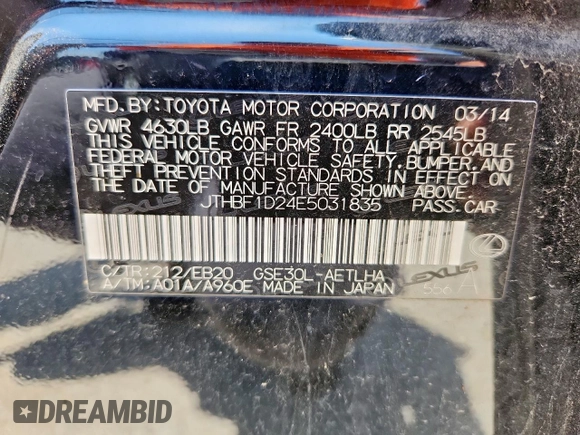 MFD. BY: TOYOTA MOTOR CORPORATION 03/14
GVWR 4630LB GAWR FR 2400LB RR 2545LB
THIS VEHICLE CONFORMS TO ALL APPLICABLE
FEDERAL MOTOR VEHICLE SAFETY, BUMPER, AND
THEFT PREVENTION STANDARDS IN EFFECT ON
THE DATE OF MANUFACTURE SHOWN ABOVE.
JTHBF1D24E5031835 PASS. CAR
C/TR: 212/EB20 GSE30L-AETLHA
A/TM: A01A/A960E MADE IN JAPAN
LEXUS
556 A
DREAMBID